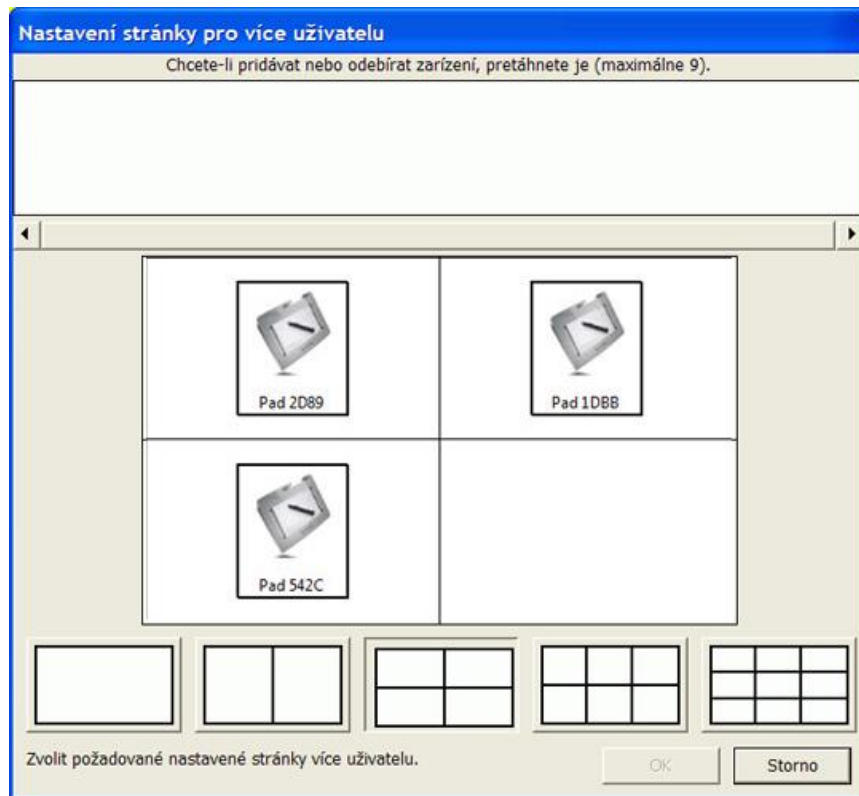 Nastavení stránky pro více uživatelu
Chcete-li pridávat nebo odebírat zarízení, pretáhnete je (maximálne 9).
Pad 2D89
Pad 1DBB
Pad 542C
Zvolit požadované nastavené stránky více uživatelu.
OK
Storno